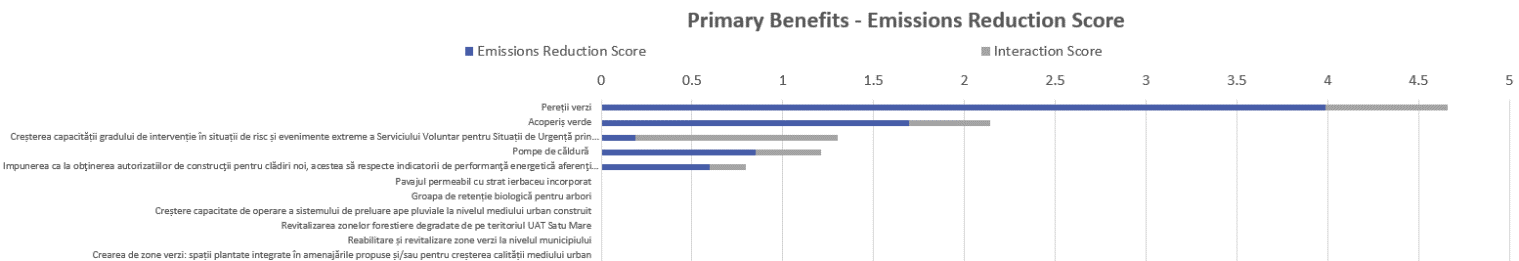 Primary Benefits - Emissions Reduction Score
Emissions Reduction Score Interaction Score
0 0.5 1 1.5 2 2.5 3 3.5 4 4.5 5
Pereții verzi
Acoperiș verde
Creșterea capacității gradului de intervenție în situații de risc și evenimente extreme a Serviciului Voluntar pentru Situații de Urgență prin...
Pompe de căldură
Impunerea ca la obţinerea autorizatiilor de construcţii pentru clădiri noi, acestea să respecte indicatorii de performanţă energetică aferenţi...
Pavajul permeabil cu strat ierbaceu incorporat
Groapa de retenție biologică pentru arbori
Creștere capacitate de operare a sistemului de preluare ape pluviale la nivelul mediului urban construit
Revitalizarea zonelor forestiere degradate de pe teritoriul UAT Satu Mare
Reabilitare și revitalizare zone verzi la nivelul municipiului
Crearea de zone verzi: spații plantate integrate în amenajările propuse și/sau pentru creșterea calității mediului urban